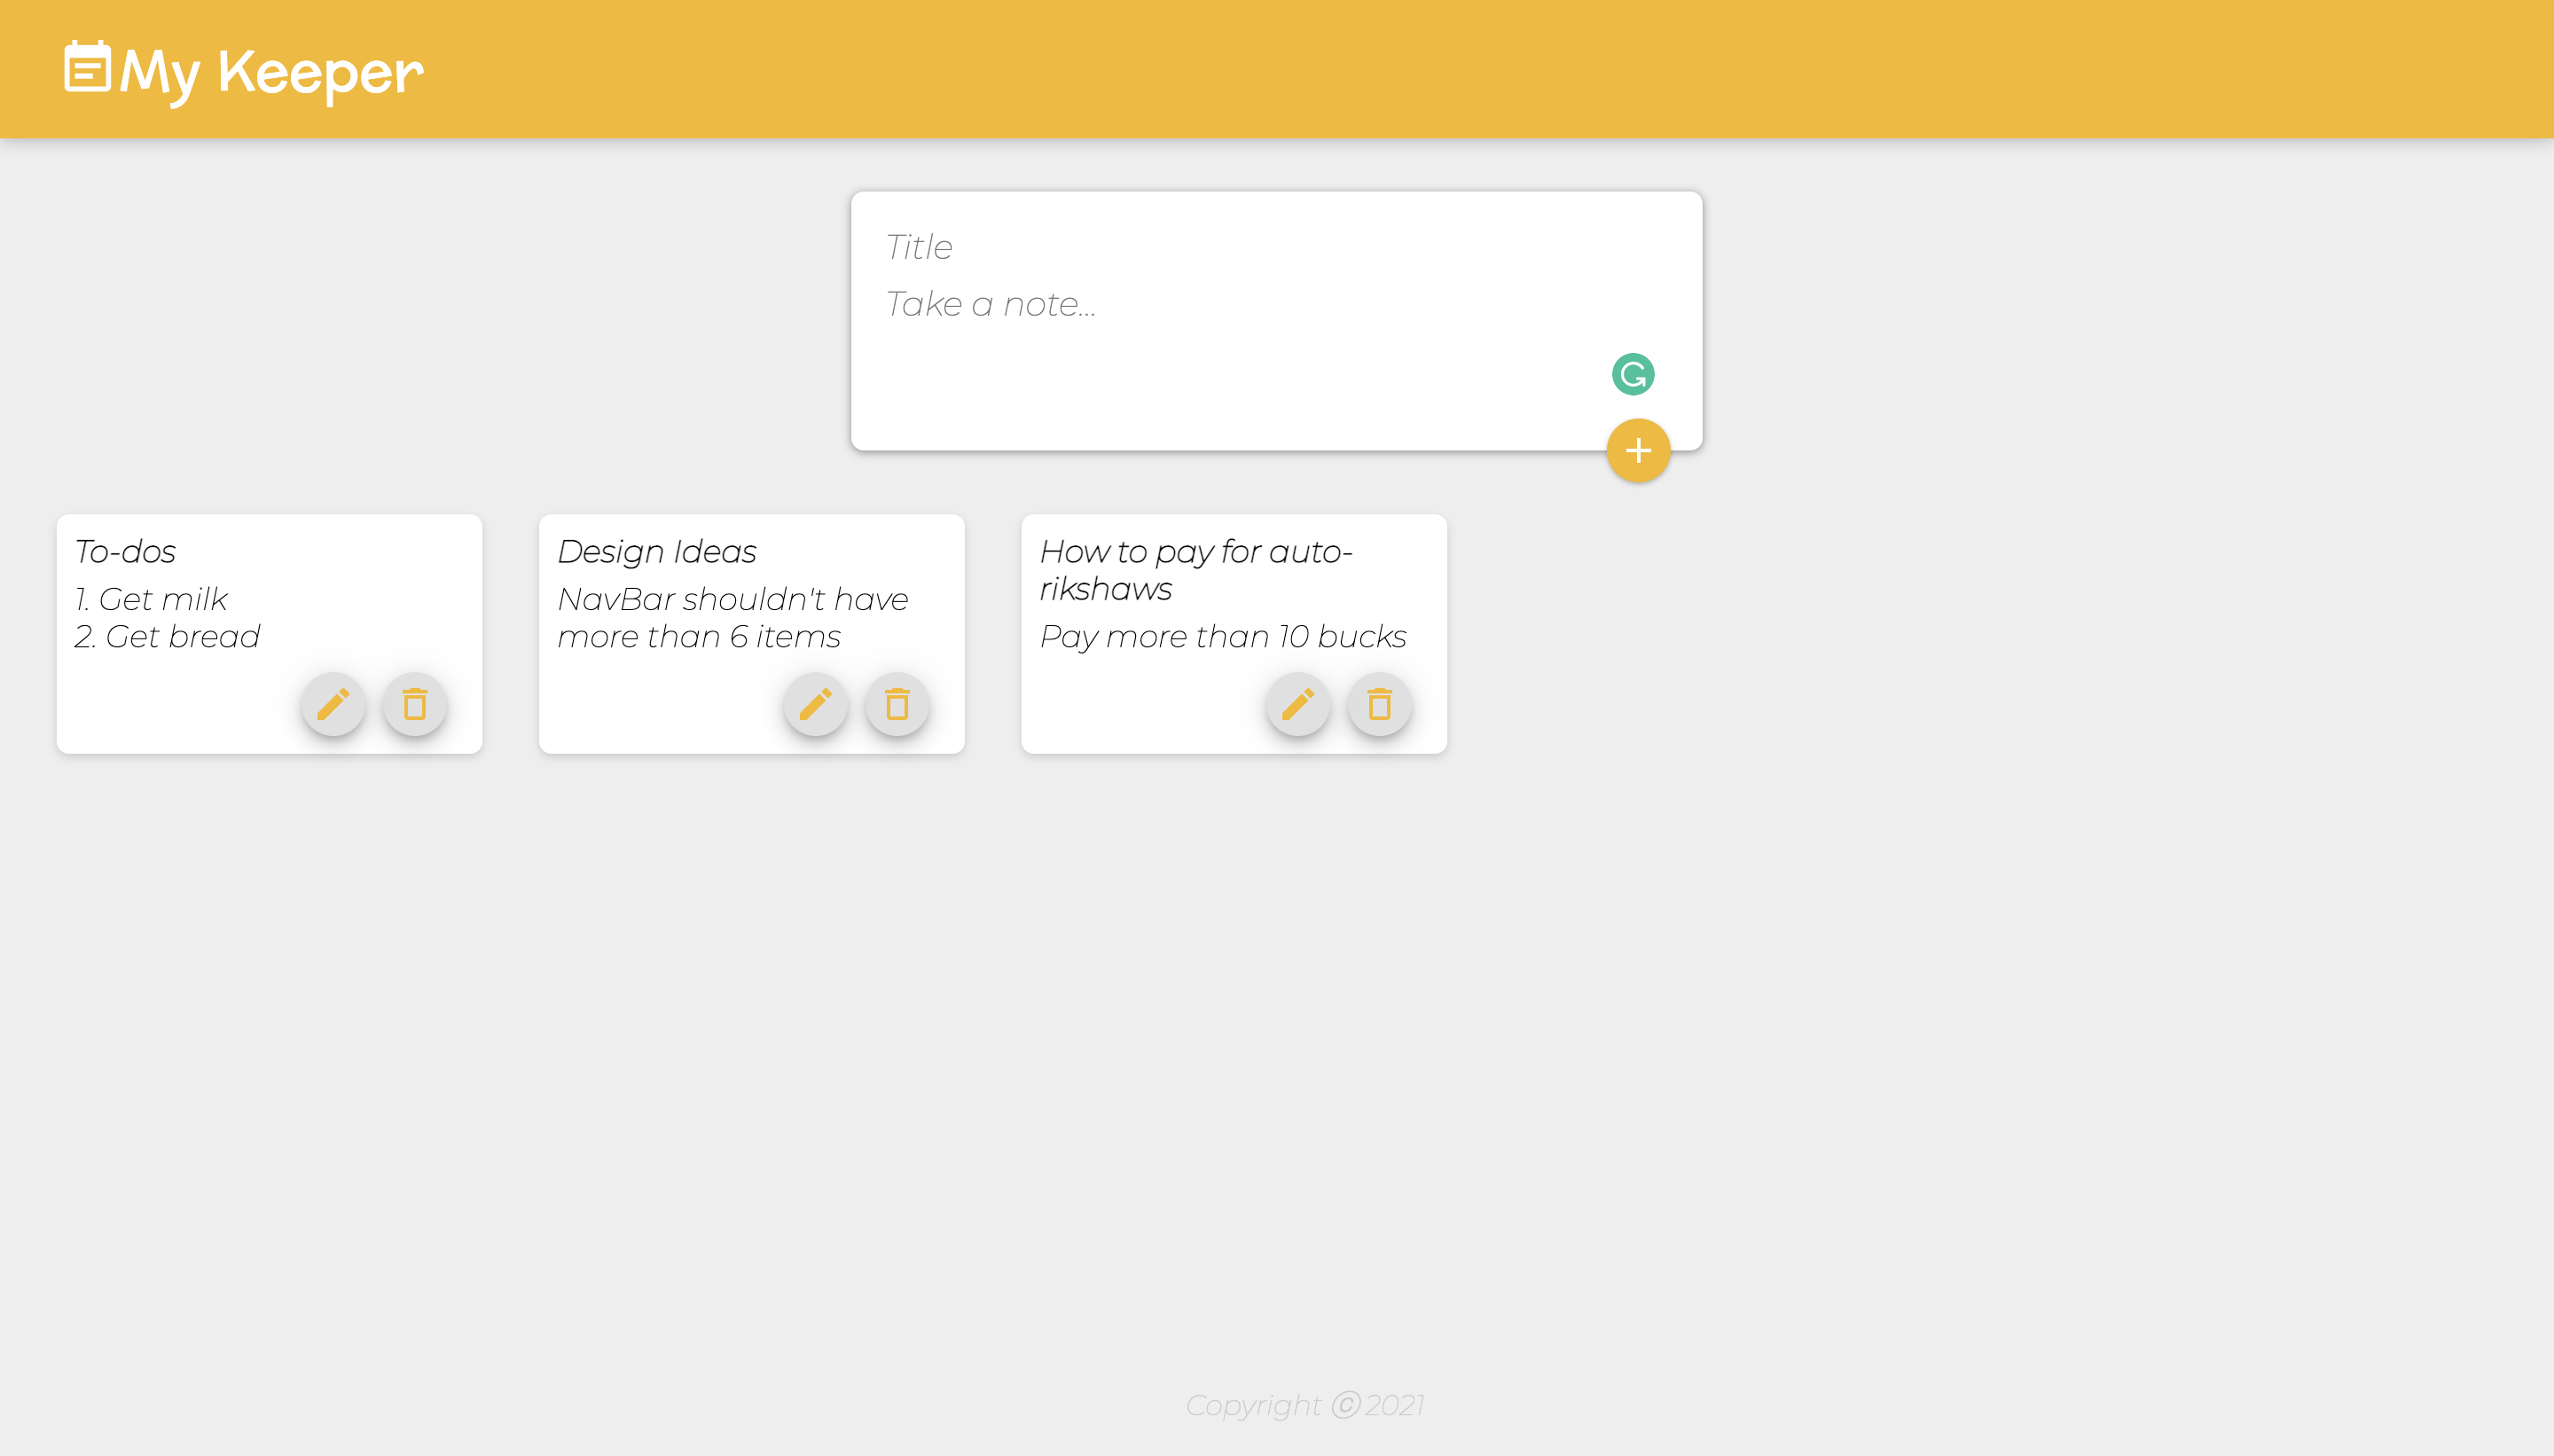 My Keeper
Title
Take a note...
To-dos
1. Get milk
2. Get bread
Design Ideas
NavBar shouldn't have
more than 6 items
How to pay for auto-
rikshaws
Pay more than 10 bucks
Copyright ⓒ 2021